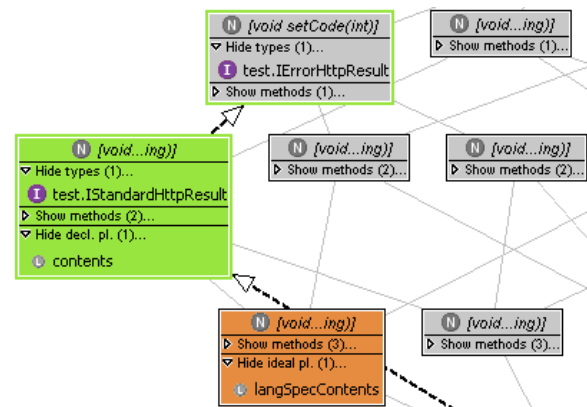 N [void setCode(int)]
Hide types (1)...
I test.IErrorHttpResult
Show methods (1)...
N [void...ing)]
Show methods (1)...
N [void...ing)]
Hide types (1)...
I test.IStandardHttpResult
Show methods (2)...
Hide decl. pl. (1)...
contents
N [void...ing)]
Show methods (2)...
N [void...ing)]
Show methods (2)...
N [void...ing)]
Show methods (3)...
Hide ideal pl. (1)...
langSpecContents
N [void...ing)]
Show methods (3)...